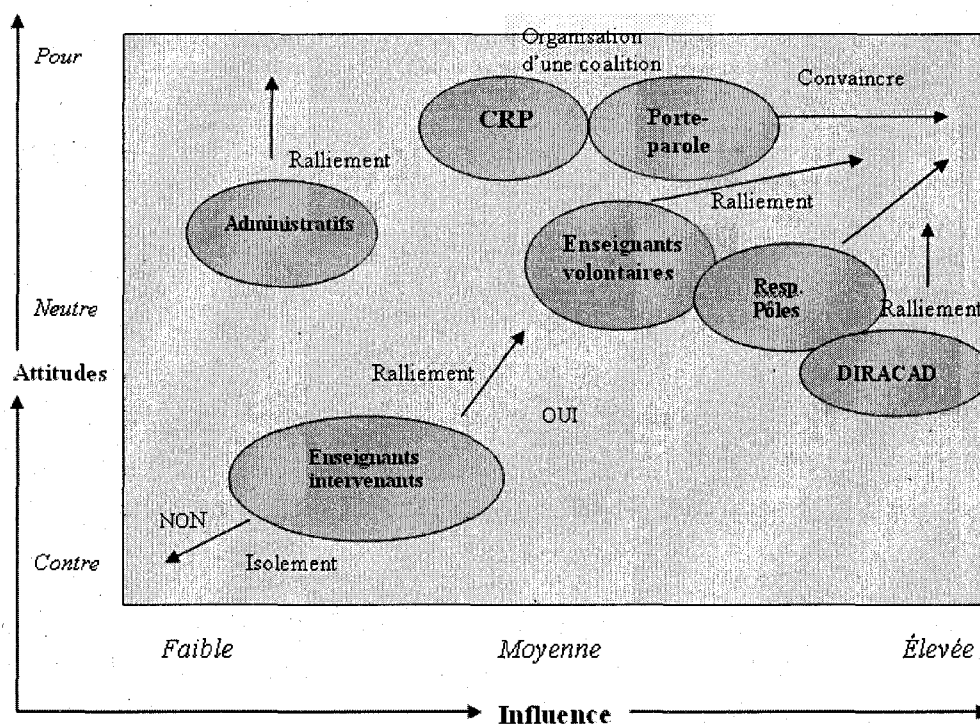 Pour
Organisation
d'une coalition
Convaincre
CRP
Porte-
parole
Ralliement
Administratifs
Ralliement
Enseignants
volontaires
Resp.
Pôles
Neutre
Ralliement
Attitudes
Ralliement
DIRACAD
OUI
Enseignants
intervenants
NON
Contre
Isolement
Faible
Moyenne
Élevée
Influence